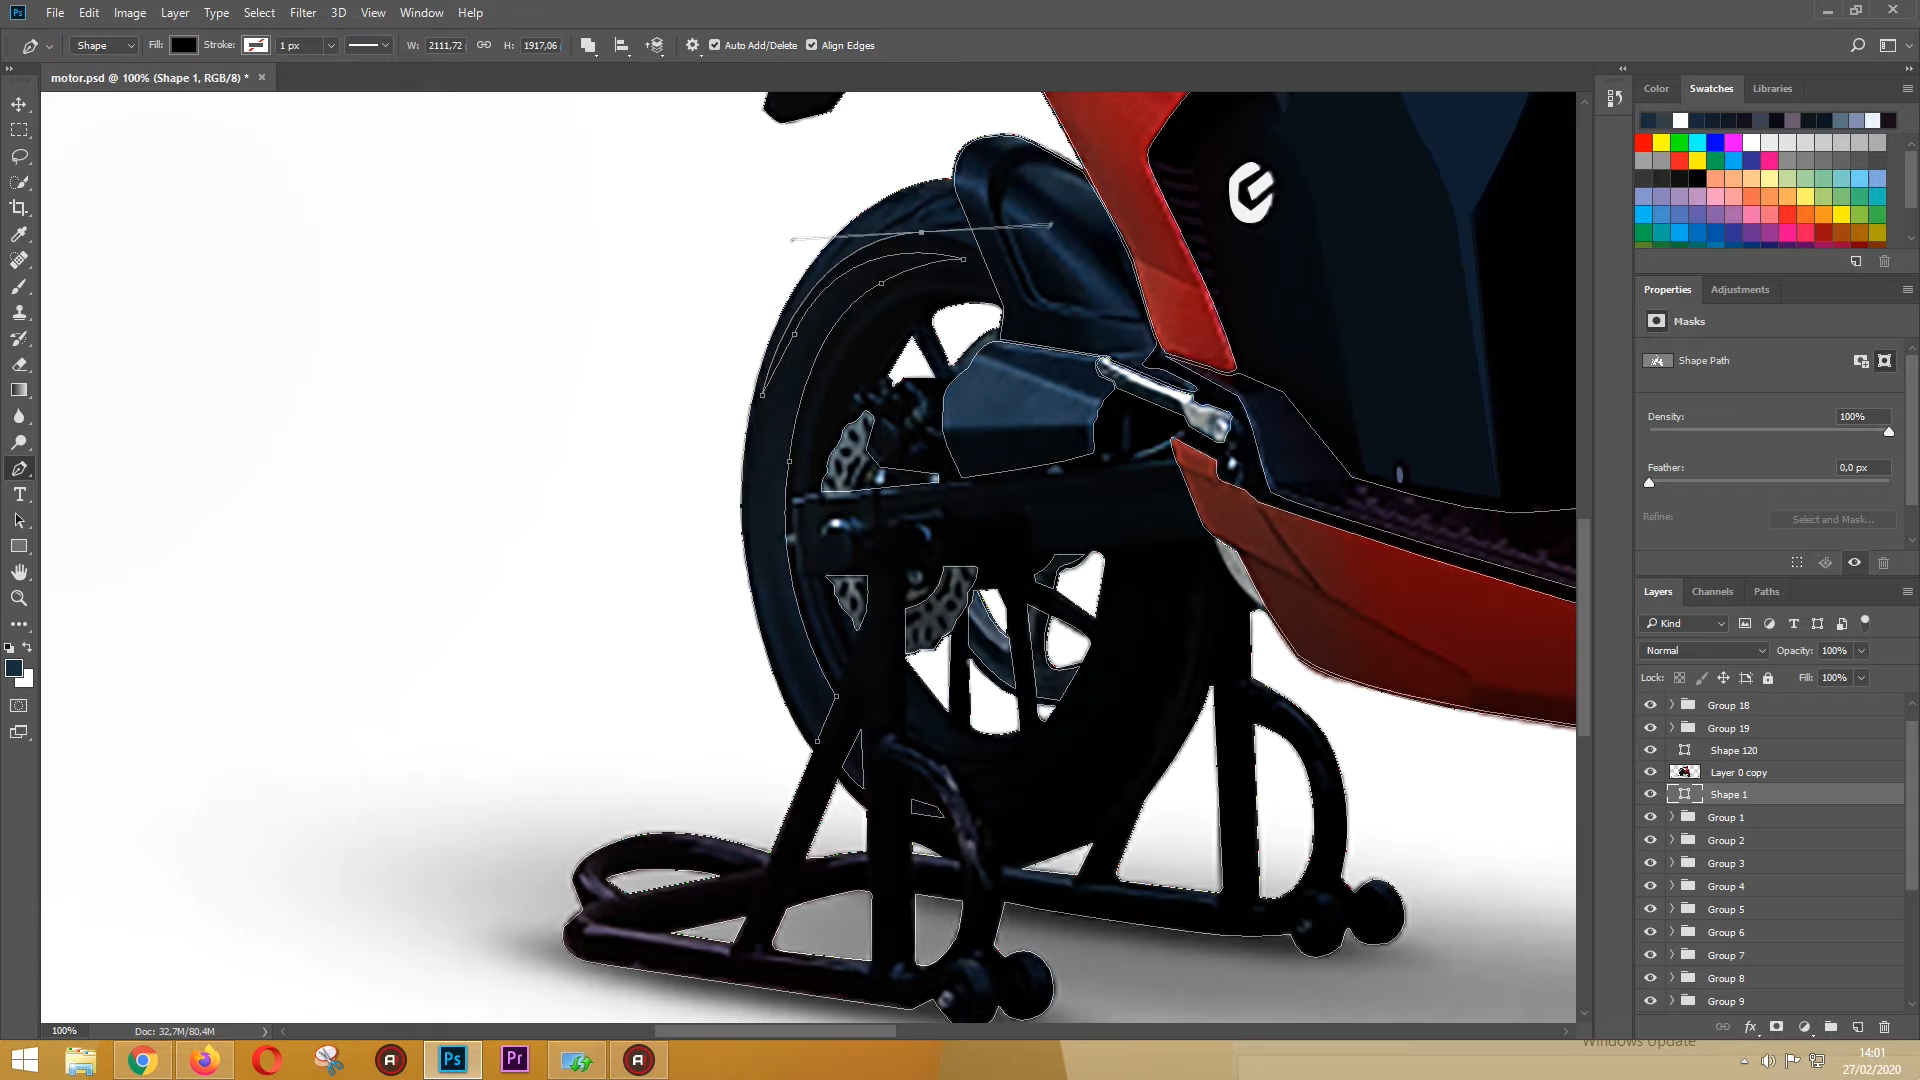 Ps File Edit Image Layer Type Select Filter 3D View Window Help
Shape Fill: Stroke: 1 px W: 2111,72 H: 1917,06 Auto Add/Delete Align Edges
motor.psd @ 100% (Shape 1, RGB/8) *
Color Swatches Libraries
Properties Adjustments
Masks
Shape Path
Density: 100%
Feather: 0,0 px
Refine: Select and Mask...
Layers Channels Paths
Kind
Normal Opacity: 100%
Lock: Fill: 100%
Group 18
Group 19
Shape 120
Layer 0 copy
Shape 1
Group 1
Group 2
Group 3
Group 4
Group 5
Group 6
Group 7
Group 8
Group 9
100% Doc: 32,7M/80,4M
Windows Update
Ps Pr
14:01
27/02/2020